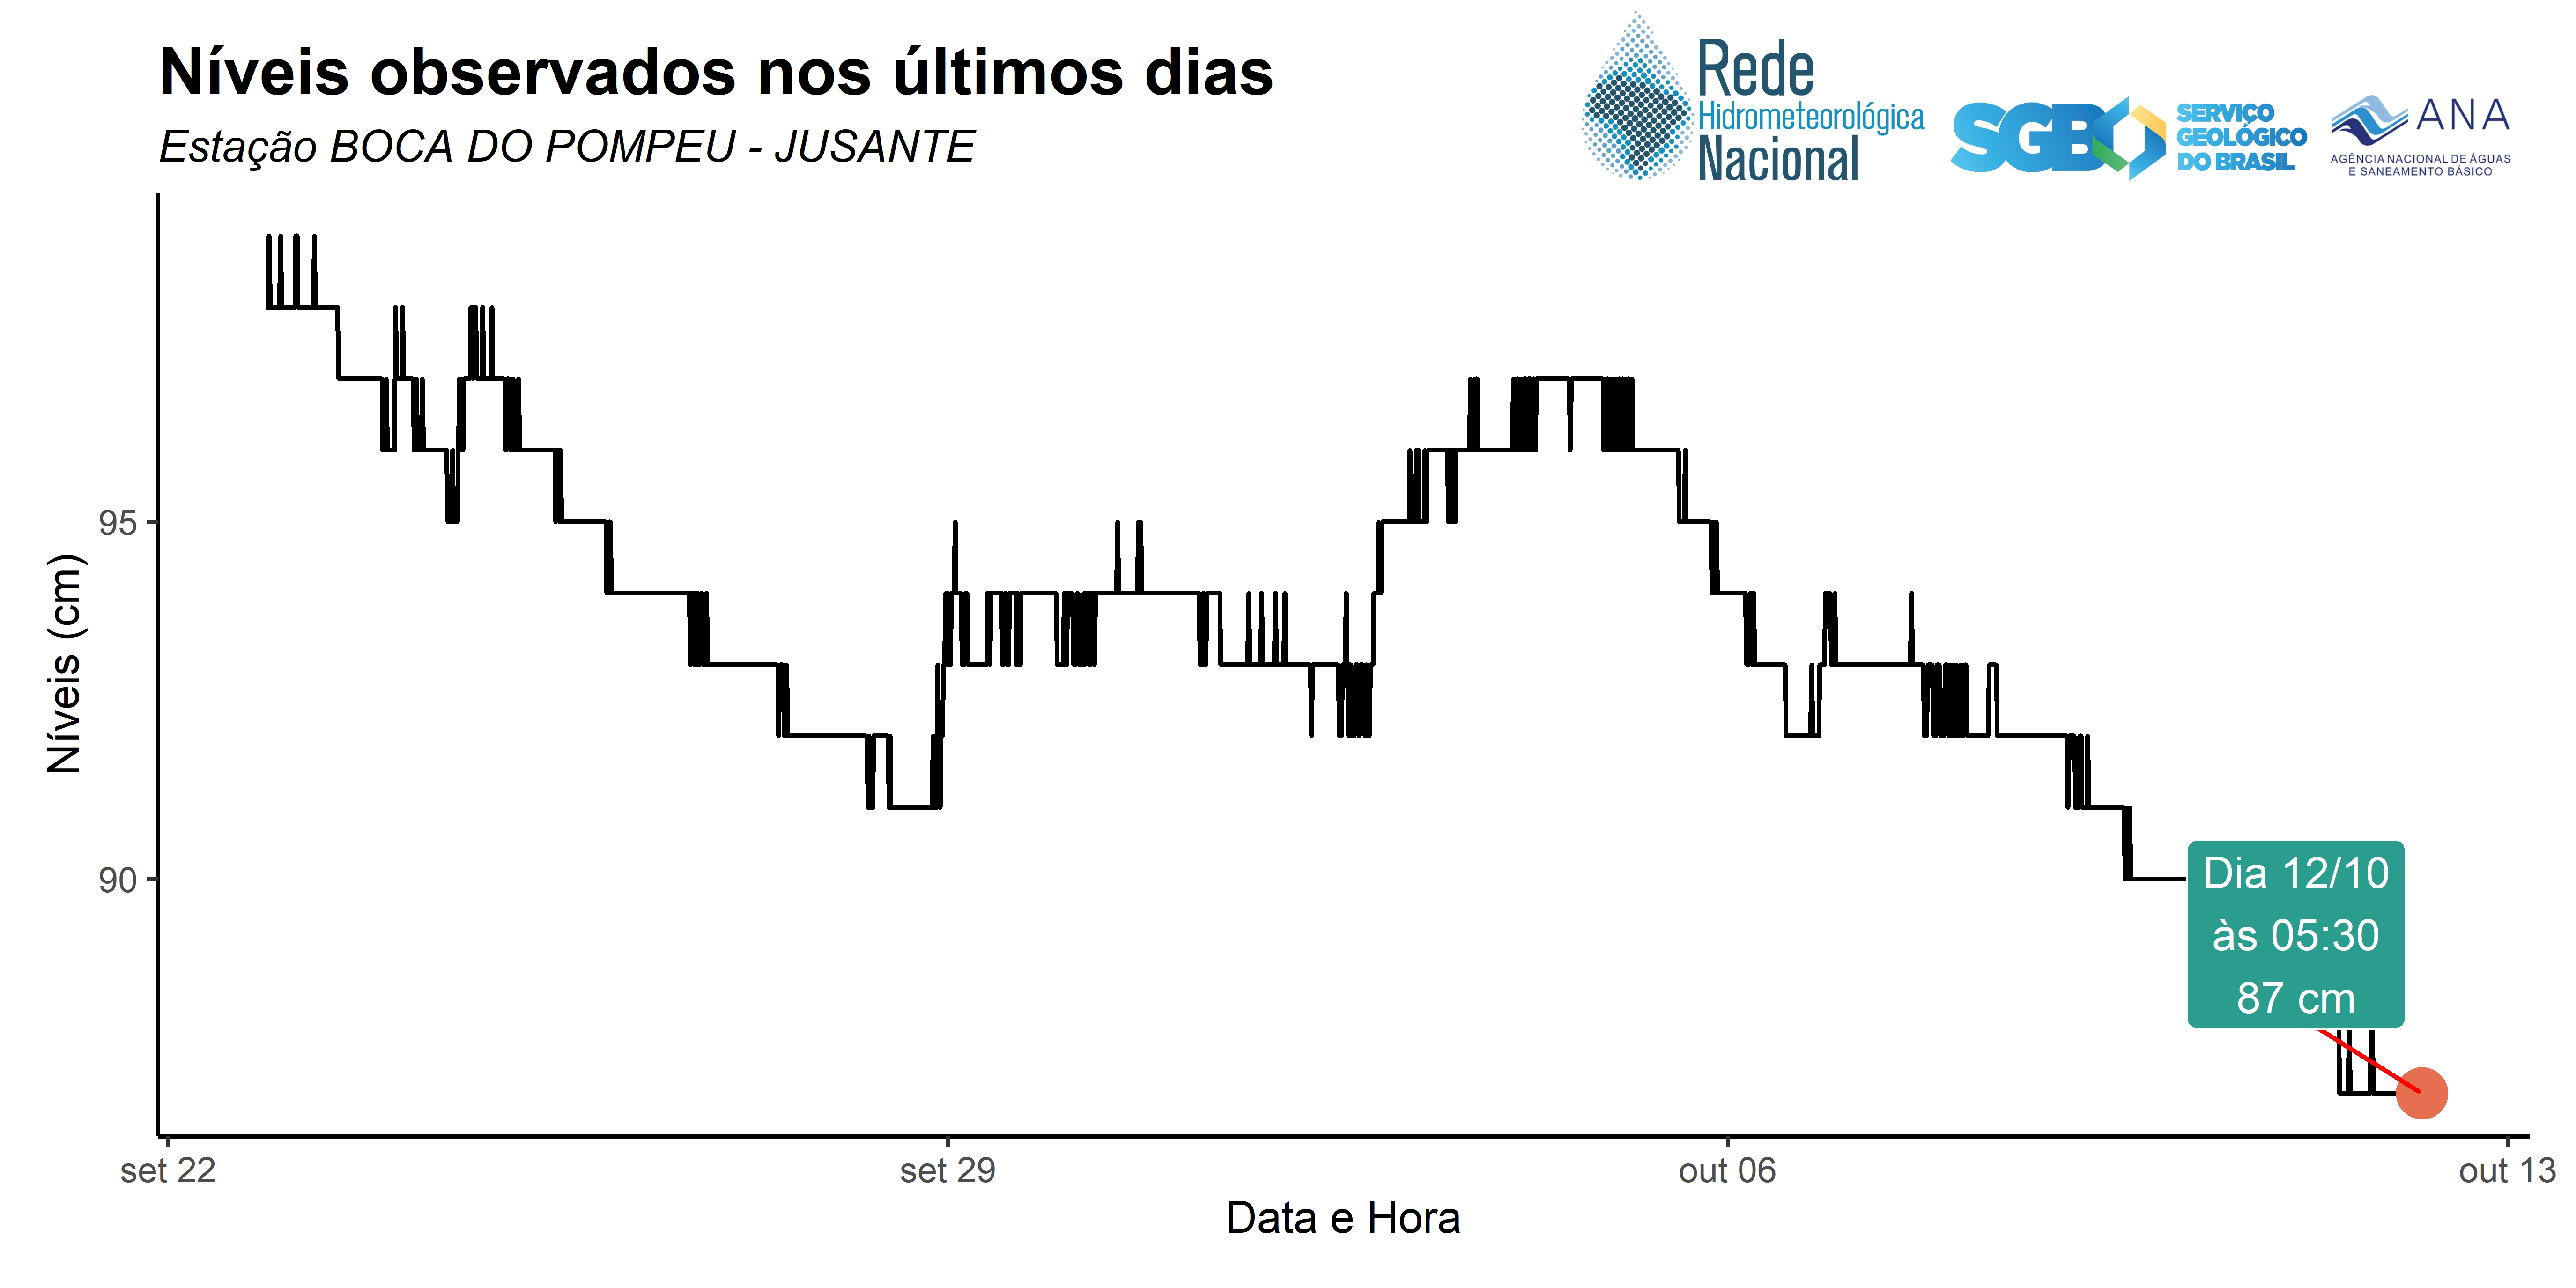 Níveis observados nos últimos dias
Estação BOCA DO POMPEU - JUSANTE
Rede
Hidrometeorológica
Nacional
SGB
SERVIÇO
GEOLÓGICO
DO BRASIL
ANA
AGÊNCIA NACIONAL DE ÁGUAS
E SANEAMENTO BÁSICO
Níveis (cm)
95
90
Dia 12/10
às 05:30
87 cm
set 22
set 29
out 06
out 13
Data e Hora